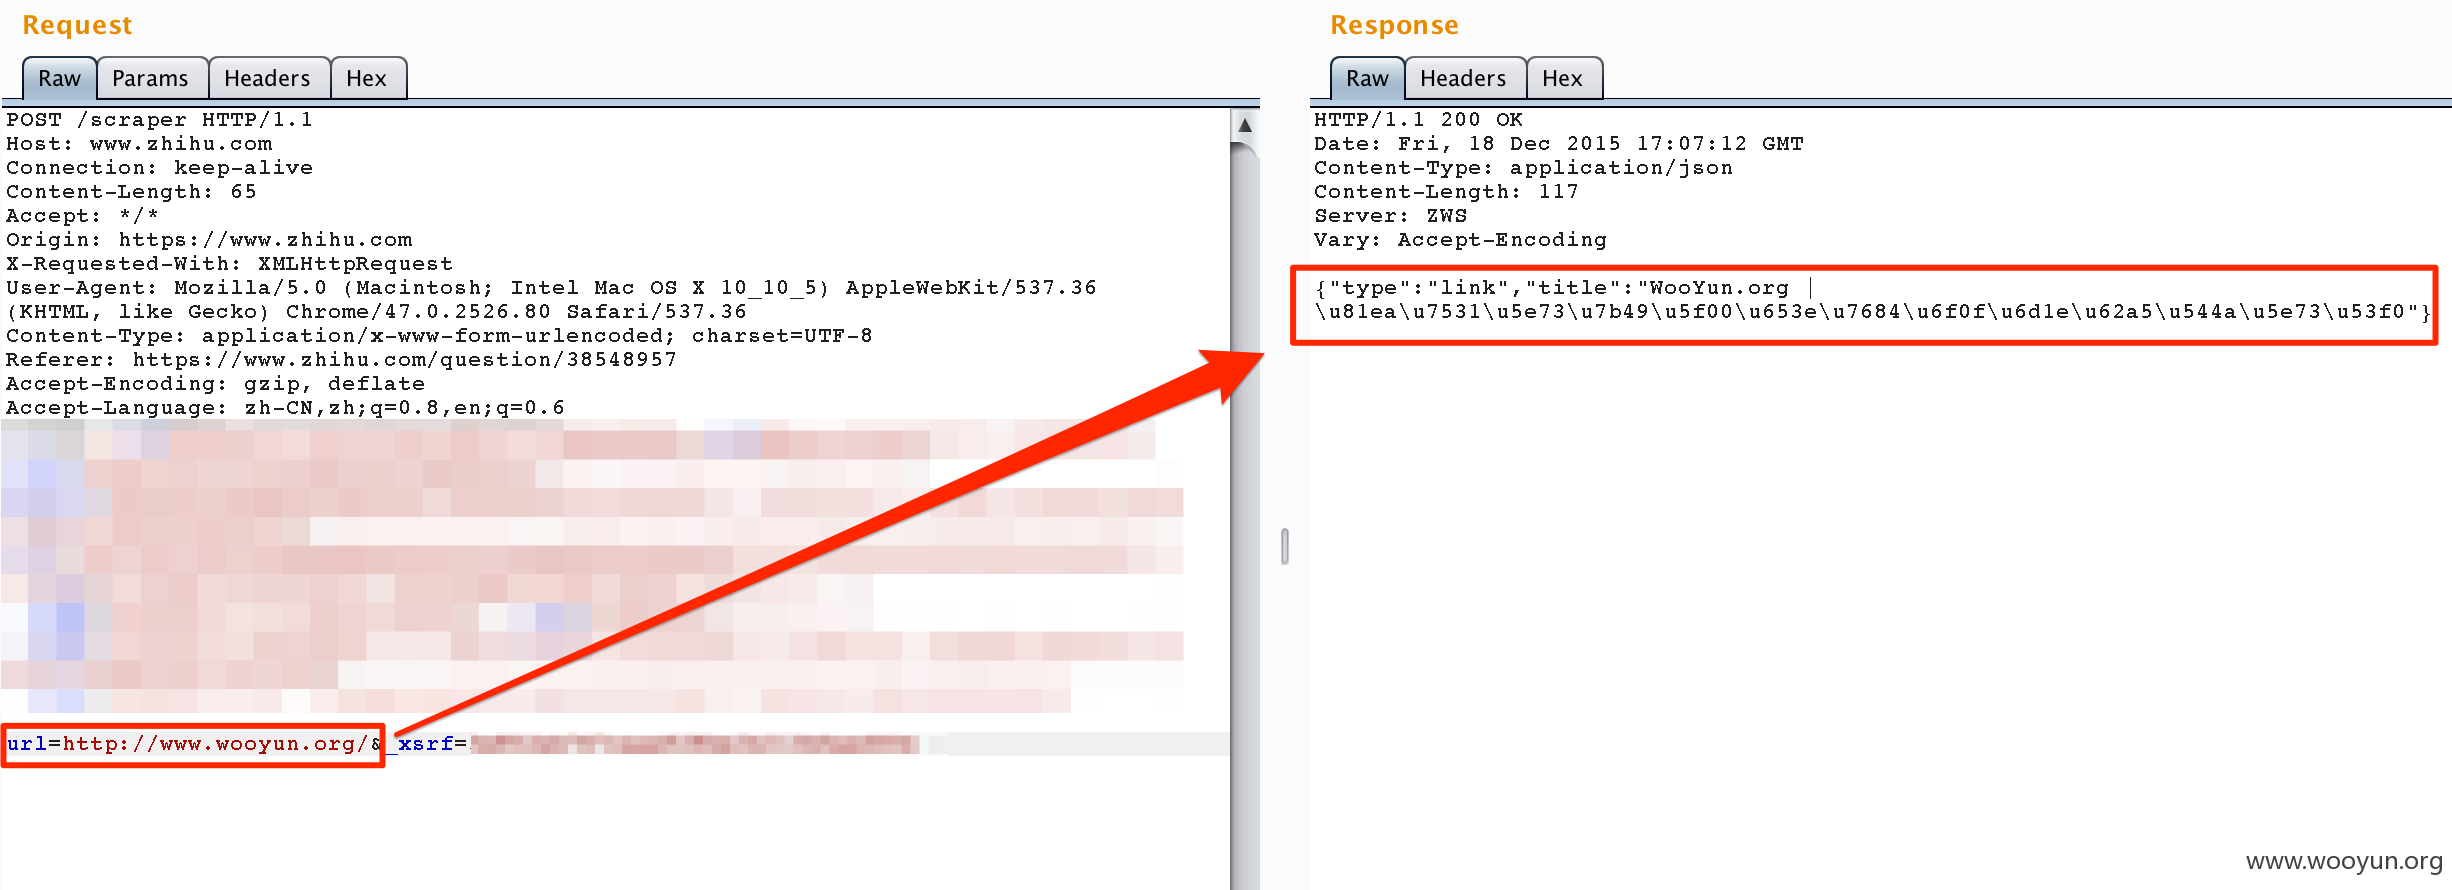 Request
Raw Params Headers Hex
POST /scraper HTTP/1.1
Host: www.zhihu.com
Connection: keep-alive
Content-Length: 65
Accept: */*
Origin: https://www.zhihu.com
X-Requested-With: XMLHttpRequest
User-Agent: Mozilla/5.0 (Macintosh; Intel Mac OS X 10_10_5) AppleWebKit/537.36
(KHTML, like Gecko) Chrome/47.0.2526.80 Safari/537.36
Content-Type: application/x-www-form-urlencoded; charset=UTF-8
Referer: https://www.zhihu.com/question/38548957
Accept-Encoding: gzip, deflate
Accept-Language: zh-CN,zh;q=0.8,en;q=0.6
url=http://www.wooyun.org/&_xsrf=
Response
Raw Headers Hex
HTTP/1.1 200 OK
Date: Fri, 18 Dec 2015 17:07:12 GMT
Content-Type: application/json
Content-Length: 117
Server: ZWS
Vary: Accept-Encoding
{"type":"link","title":"WooYun.org |
\u81ea\u7531\u5e73\u7b49\u5f00\u653e\u7684\u6f0f\u6d1e\u62a5\u544a\u5e73\u53f0"}
www.wooyun.org